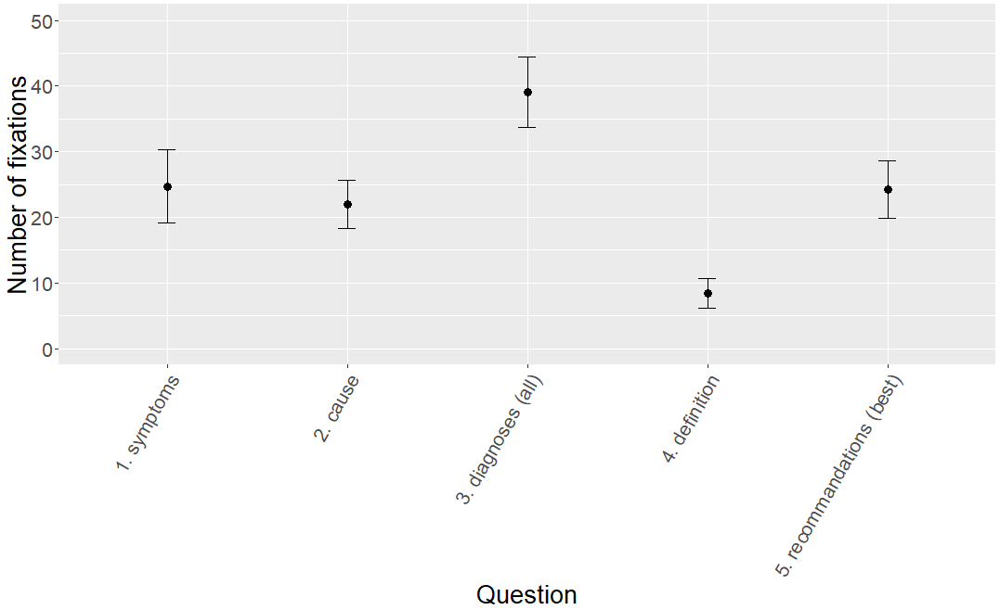 Number of fixations
50
40
30
20
10
0
1. symptoms
2. cause
3. diagnoses (all)
4. definition
5. recommandations (best)
Question